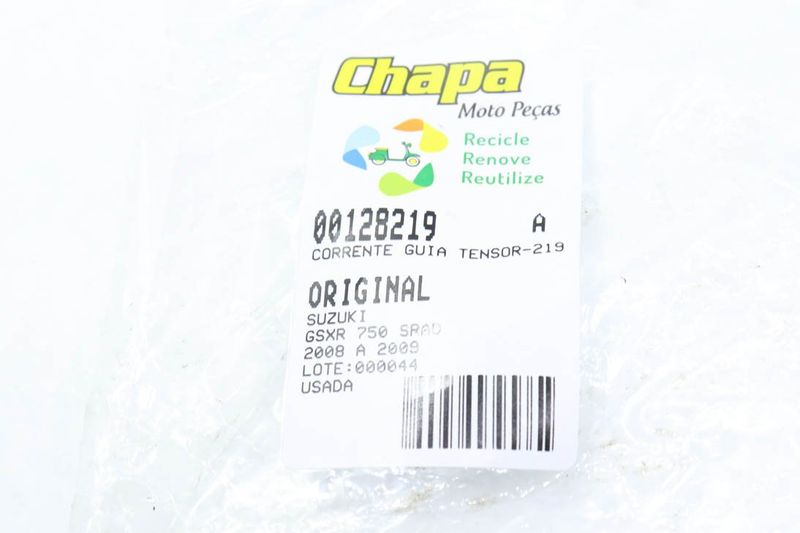 Chapa
Moto Peças
Recicle
Renove
Reutilize
00128219 A
CORRENTE GUIA TENSOR-219
ORIGINAL
SUZUKI
GSXR 750 SRAD
2008 A 2009
LOTE:000044
USADA